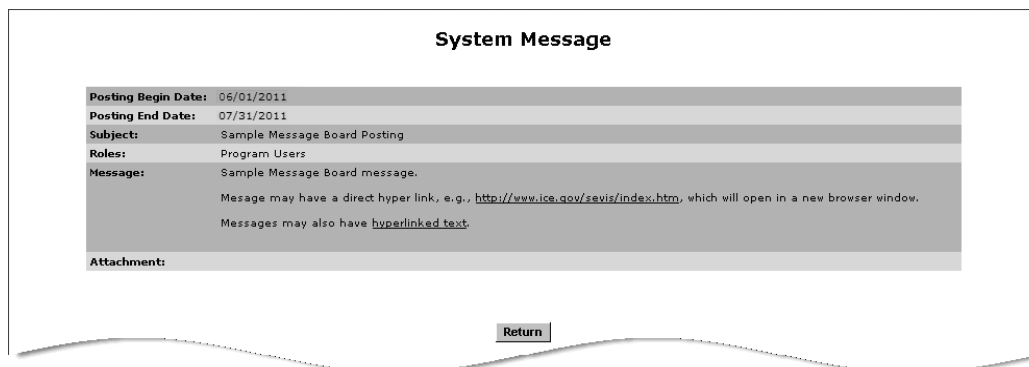 System Message
Posting Begin Date: 06/01/2011
Posting End Date: 07/31/2011
Subject: Sample Message Board Posting
Roles: Program Users
Message: Sample Message Board message.
Mesage may have a direct hyper link, e.g., http://www.ice.gov/sevis/index.htm, which will open in a new browser window.
Messages may also have hyperlinked text.
Attachment:
Return